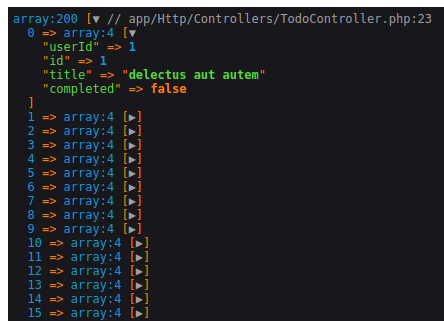 array:200 [▼ // app/Http/Controllers/TodoController.php:23
0 => array:4 [▼
"userId" => 1
"id" => 1
"title" => "delectus aut autem"
"completed" => false
]
1 => array:4 [▶]
2 => array:4 [▶]
3 => array:4 [▶]
4 => array:4 [▶]
5 => array:4 [▶]
6 => array:4 [▶]
7 => array:4 [▶]
8 => array:4 [▶]
9 => array:4 [▶]
10 => array:4 [▶]
11 => array:4 [▶]
12 => array:4 [▶]
13 => array:4 [▶]
14 => array:4 [▶]
15 => array:4 [▶]